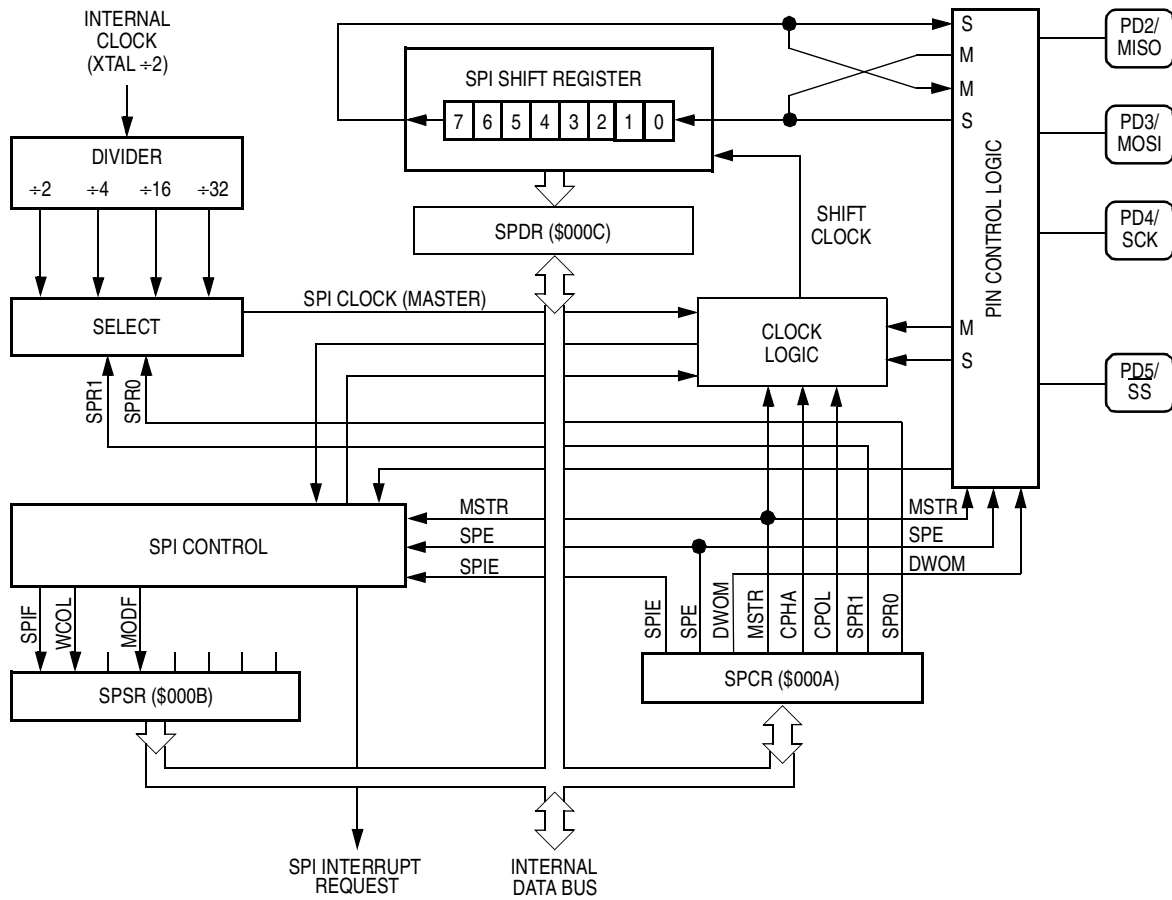 INTERNAL
CLOCK
(XTAL ÷2)
DIVIDER
÷2 ÷4 ÷16 ÷32
SELECT
SPR1
SPR0
SPI SHIFT REGISTER
7 6 5 4 3 2 1 0
SPDR ($000C)
SHIFT
CLOCK
SPI CLOCK (MASTER)
CLOCK
LOGIC
S
M
M
S
M
S
PIN CONTROL LOGIC
PD2/
MISO
PD3/
MOSI
PD4/
SCK
PD5/
SS
SPI CONTROL
MSTR
SPE
SPIE
MSTR
SPE
DWOM
SPIF
WCOL
MODF
SPSR ($000B)
SPIE
SPE
DWOM
MSTR
CPHA
CPOL
SPR1
SPR0
SPCR ($000A)
SPI INTERRUPT
REQUEST
INTERNAL
DATA BUS